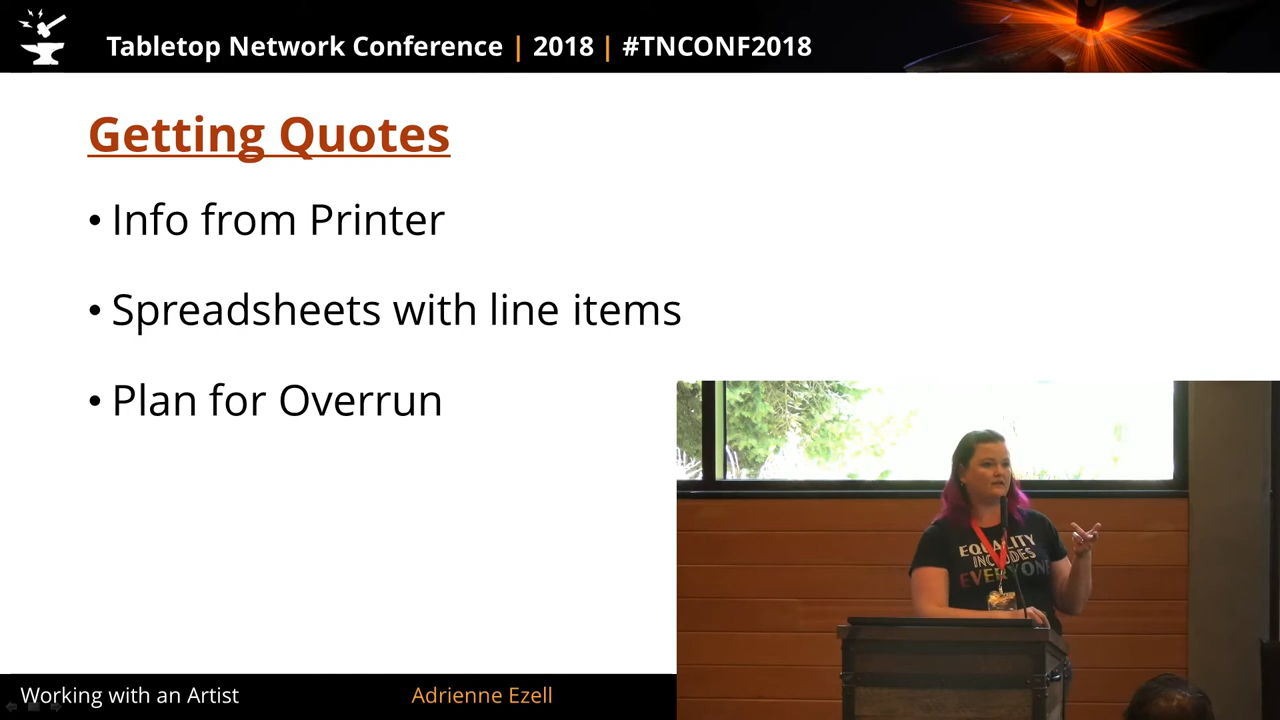 Tabletop Network Conference | 2018 | #TNCONF2018
Getting Quotes
• Info from Printer
• Spreadsheets with line items
• Plan for Overrun
EQUALITY
INCLUDES
EVERYONE
Working with an Artist
Adrienne Ezell